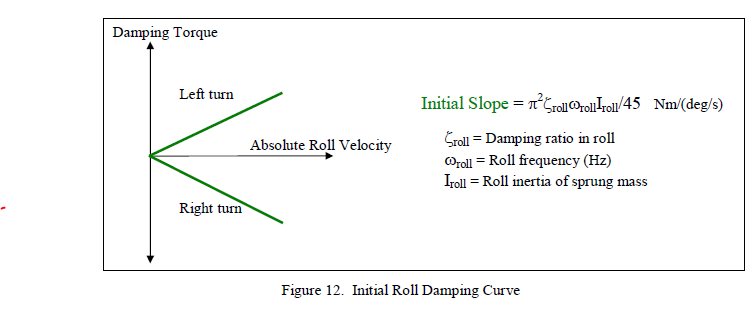 Damping Torque
Left turn
Initial Slope = π²ζrollωrollIroll/45 Nm/(deg/s)
Absolute Roll Velocity
ζroll = Damping ratio in roll
ωroll = Roll frequency (Hz)
Iroll = Roll inertia of sprung mass
Right turn
Figure 12. Initial Roll Damping Curve